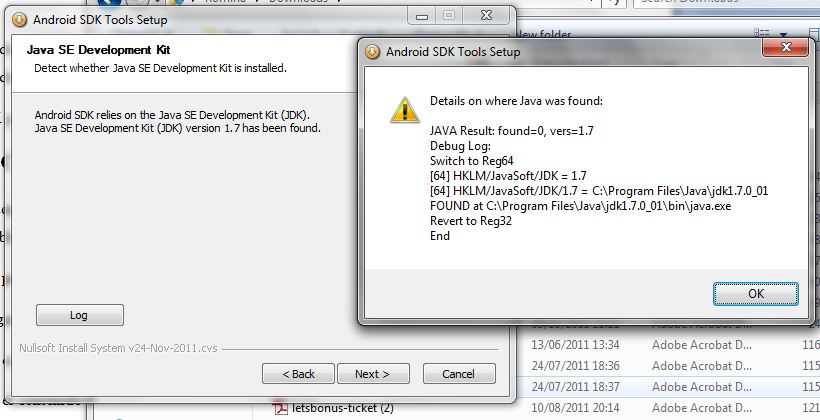 Downloads
Search Downloads
Android SDK Tools Setup
Java SE Development Kit
Detect whether Java SE Development Kit is installed.
Android SDK relies on the Java SE Development Kit (JDK).
Java SE Development Kit (JDK) version 1.7 has been found.
Log
Nullsoft Install System v24-Nov-2011.cvs
< Back
Next >
Cancel
New folder
Android SDK Tools Setup
Details on where Java was found:
JAVA Result: found=0, vers=1.7
Debug Log:
Switch to Reg64
[64] HKLM/JavaSoft/JDK = 1.7
[64] HKLM/JavaSoft/JDK/1.7 = C:\Program Files\Java\jdk1.7.0_01
FOUND at C:\Program Files\Java\jdk1.7.0_01\bin\java.exe
Revert to Reg32
End
OK
13/06/2011 13:34 Adobe Acrobat D... 116
24/07/2011 18:36 Adobe Acrobat D... 115
24/07/2011 18:37 Adobe Acrobat D... 115
letsbonus-ticket (2) 10/08/2011 20:14 Adobe Acrobat D... 121